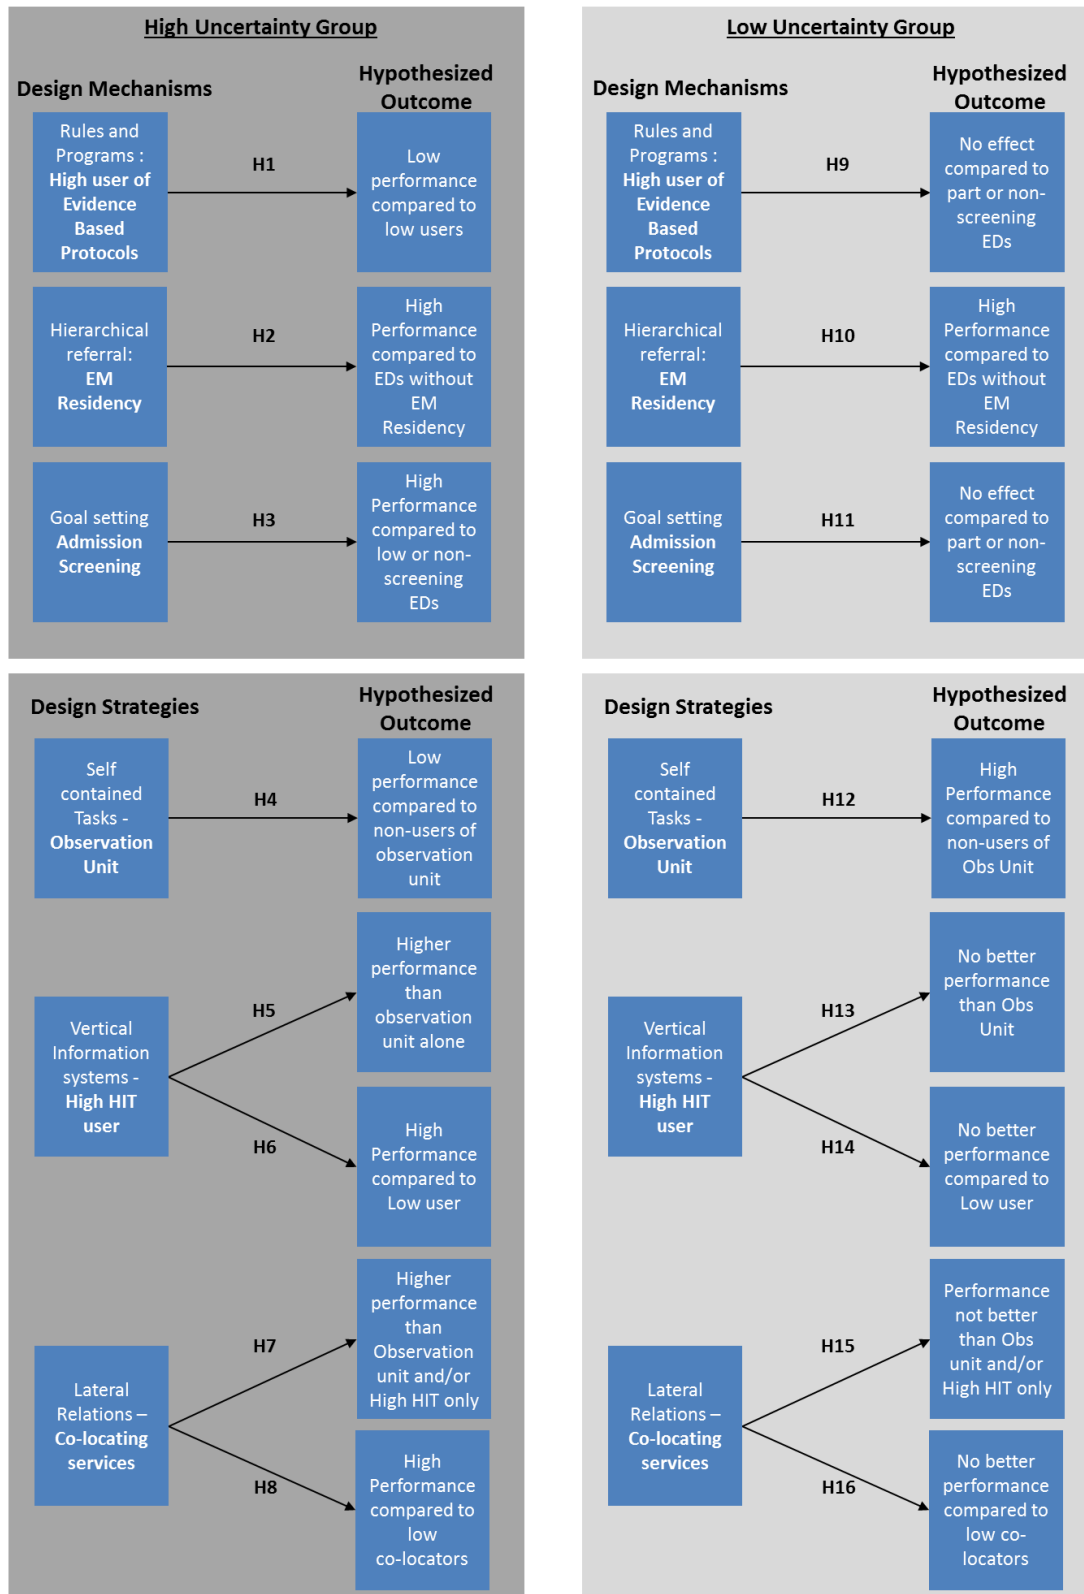 High Uncertainty Group
Design Mechanisms
Hypothesized
Outcome
Rules and
Programs :
High user of
Evidence
Based
Protocols
H1
Low
performance
compared to
low users
Hierarchical
referral:
EM
Residency
H2
High
Performance
compared to
EDs without
EM
Residency
Goal setting
Admission
Screening
H3
High
Performance
compared to
low or non-
screening
EDs
Low Uncertainty Group
Design Mechanisms
Hypothesized
Outcome
Rules and
Programs :
High user of
Evidence
Based
Protocols
H9
No effect
compared to
part or non-
screening
EDs
Hierarchical
referral:
EM
Residency
H10
High
Performance
compared to
EDs without
EM
Residency
Goal setting
Admission
Screening
H11
No effect
compared to
part or non-
screening
EDs
Design Strategies
Hypothesized
Outcome
Self
contained
Tasks -
Observation
Unit
H4
Low
performance
compared to
non-users of
observation
unit
Vertical
Information
systems -
High HIT
user
H5
Higher
performance
than
observation
unit alone
H6
High
Performance
compared to
Low user
Lateral
Relations –
Co-locating
services
H7
Higher
performance
than
Observation
unit and/or
High HIT only
H8
High
Performance
compared to
low
co-locators
Design Strategies
Hypothesized
Outcome
Self
contained
Tasks -
Observation
Unit
H12
High
Performance
compared to
non-users of
Obs Unit
Vertical
Information
systems -
High HIT
user
H13
No better
performance
than Obs
Unit
H14
No better
performance
compared to
Low user
Lateral
Relations –
Co-locating
services
H15
Performance
not better
than Obs
unit and/or
High HIT only
H16
No better
performance
compared to
low co-
locators